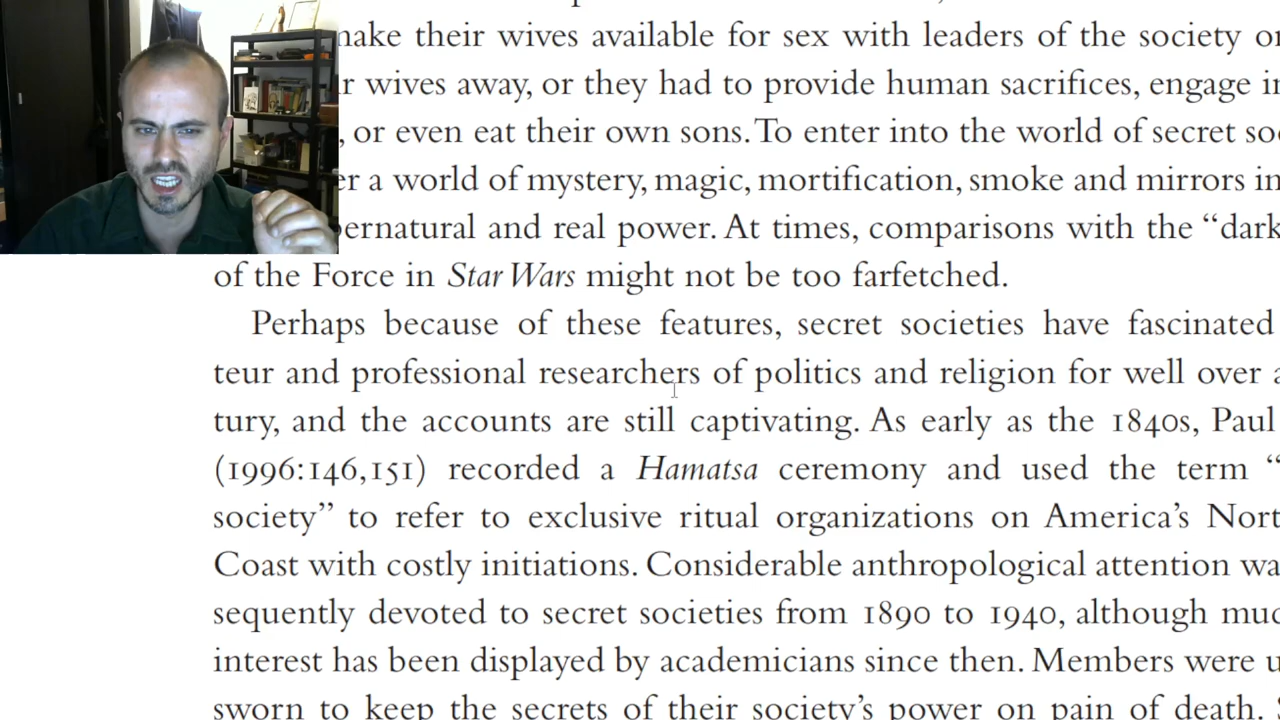 make their wives available for sex with leaders of the society or
wives away, or they had to provide human sacrifices, engage in
, or even eat their own sons. To enter into the world of secret
a world of mystery, magic, mortification, smoke and mirrors in
and real power. At times, comparisons with the “dark
of the Force in Star Wars might not be too farfetched.
Perhaps because of these features, secret societies have fascinated
teur and professional researchers of politics and religion for well over a
tury, and the accounts are still captivating. As early as the 1840s, Paul
(1996:146,151) recorded a Hamatsa ceremony and used the term “
society” to refer to exclusive ritual organizations on America’s
Coast with costly initiations. Considerable anthropological attention
sequently devoted to secret societies from 1890 to 1940, although
interest has been displayed by academicians since then. Members were
sworn to keep the secrets of their society’s power on pain of death.